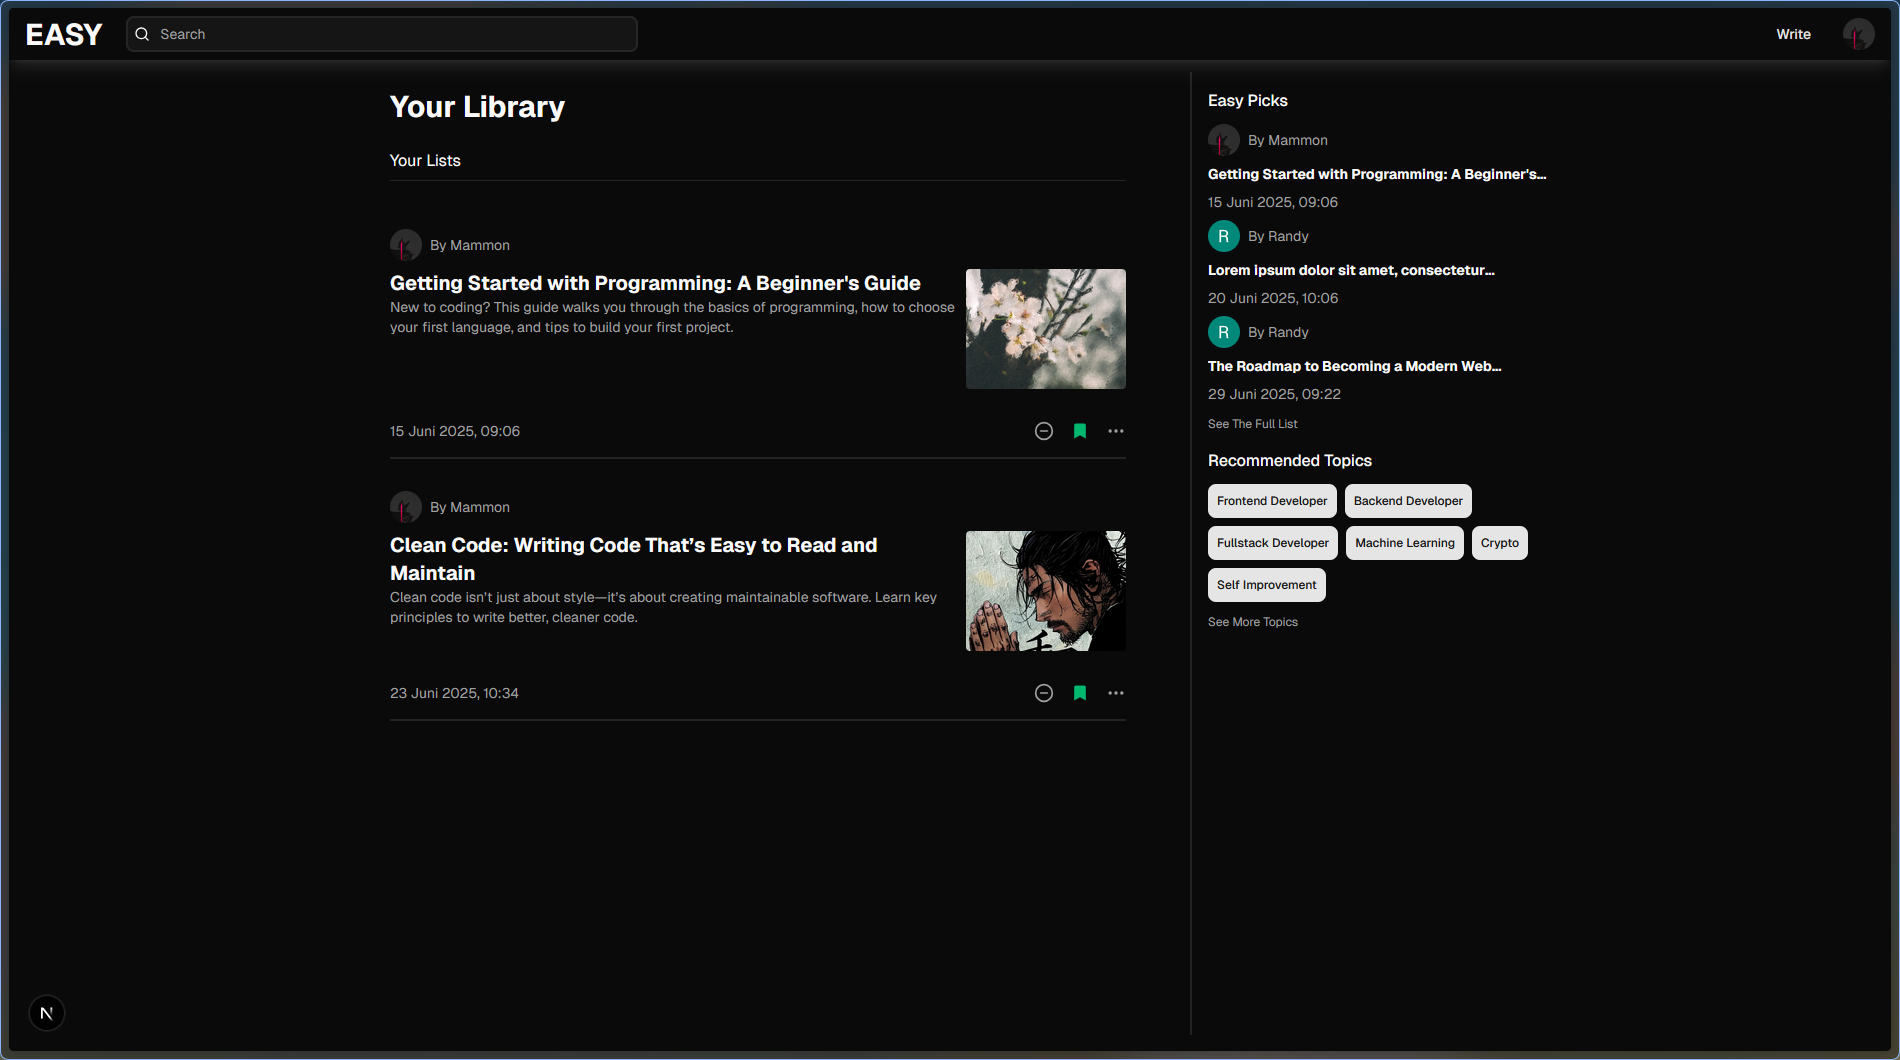 EASY
Search
Write
Your Library
Your Lists
By Mammon
Getting Started with Programming: A Beginner's Guide
New to coding? This guide walks you through the basics of programming, how to choose
your first language, and tips to build your first project.
15 Juni 2025, 09:06
By Mammon
Clean Code: Writing Code That’s Easy to Read and
Maintain
Clean code isn’t just about style—it’s about creating maintainable software. Learn key
principles to write better, cleaner code.
手
23 Juni 2025, 10:34
Easy Picks
By Mammon
Getting Started with Programming: A Beginner's...
15 Juni 2025, 09:06
R
By Randy
Lorem ipsum dolor sit amet, consectetur...
20 Juni 2025, 10:06
R
By Randy
The Roadmap to Becoming a Modern Web...
29 Juni 2025, 09:22
See The Full List
Recommended Topics
Frontend Developer
Backend Developer
Fullstack Developer
Machine Learning
Crypto
Self Improvement
See More Topics
N